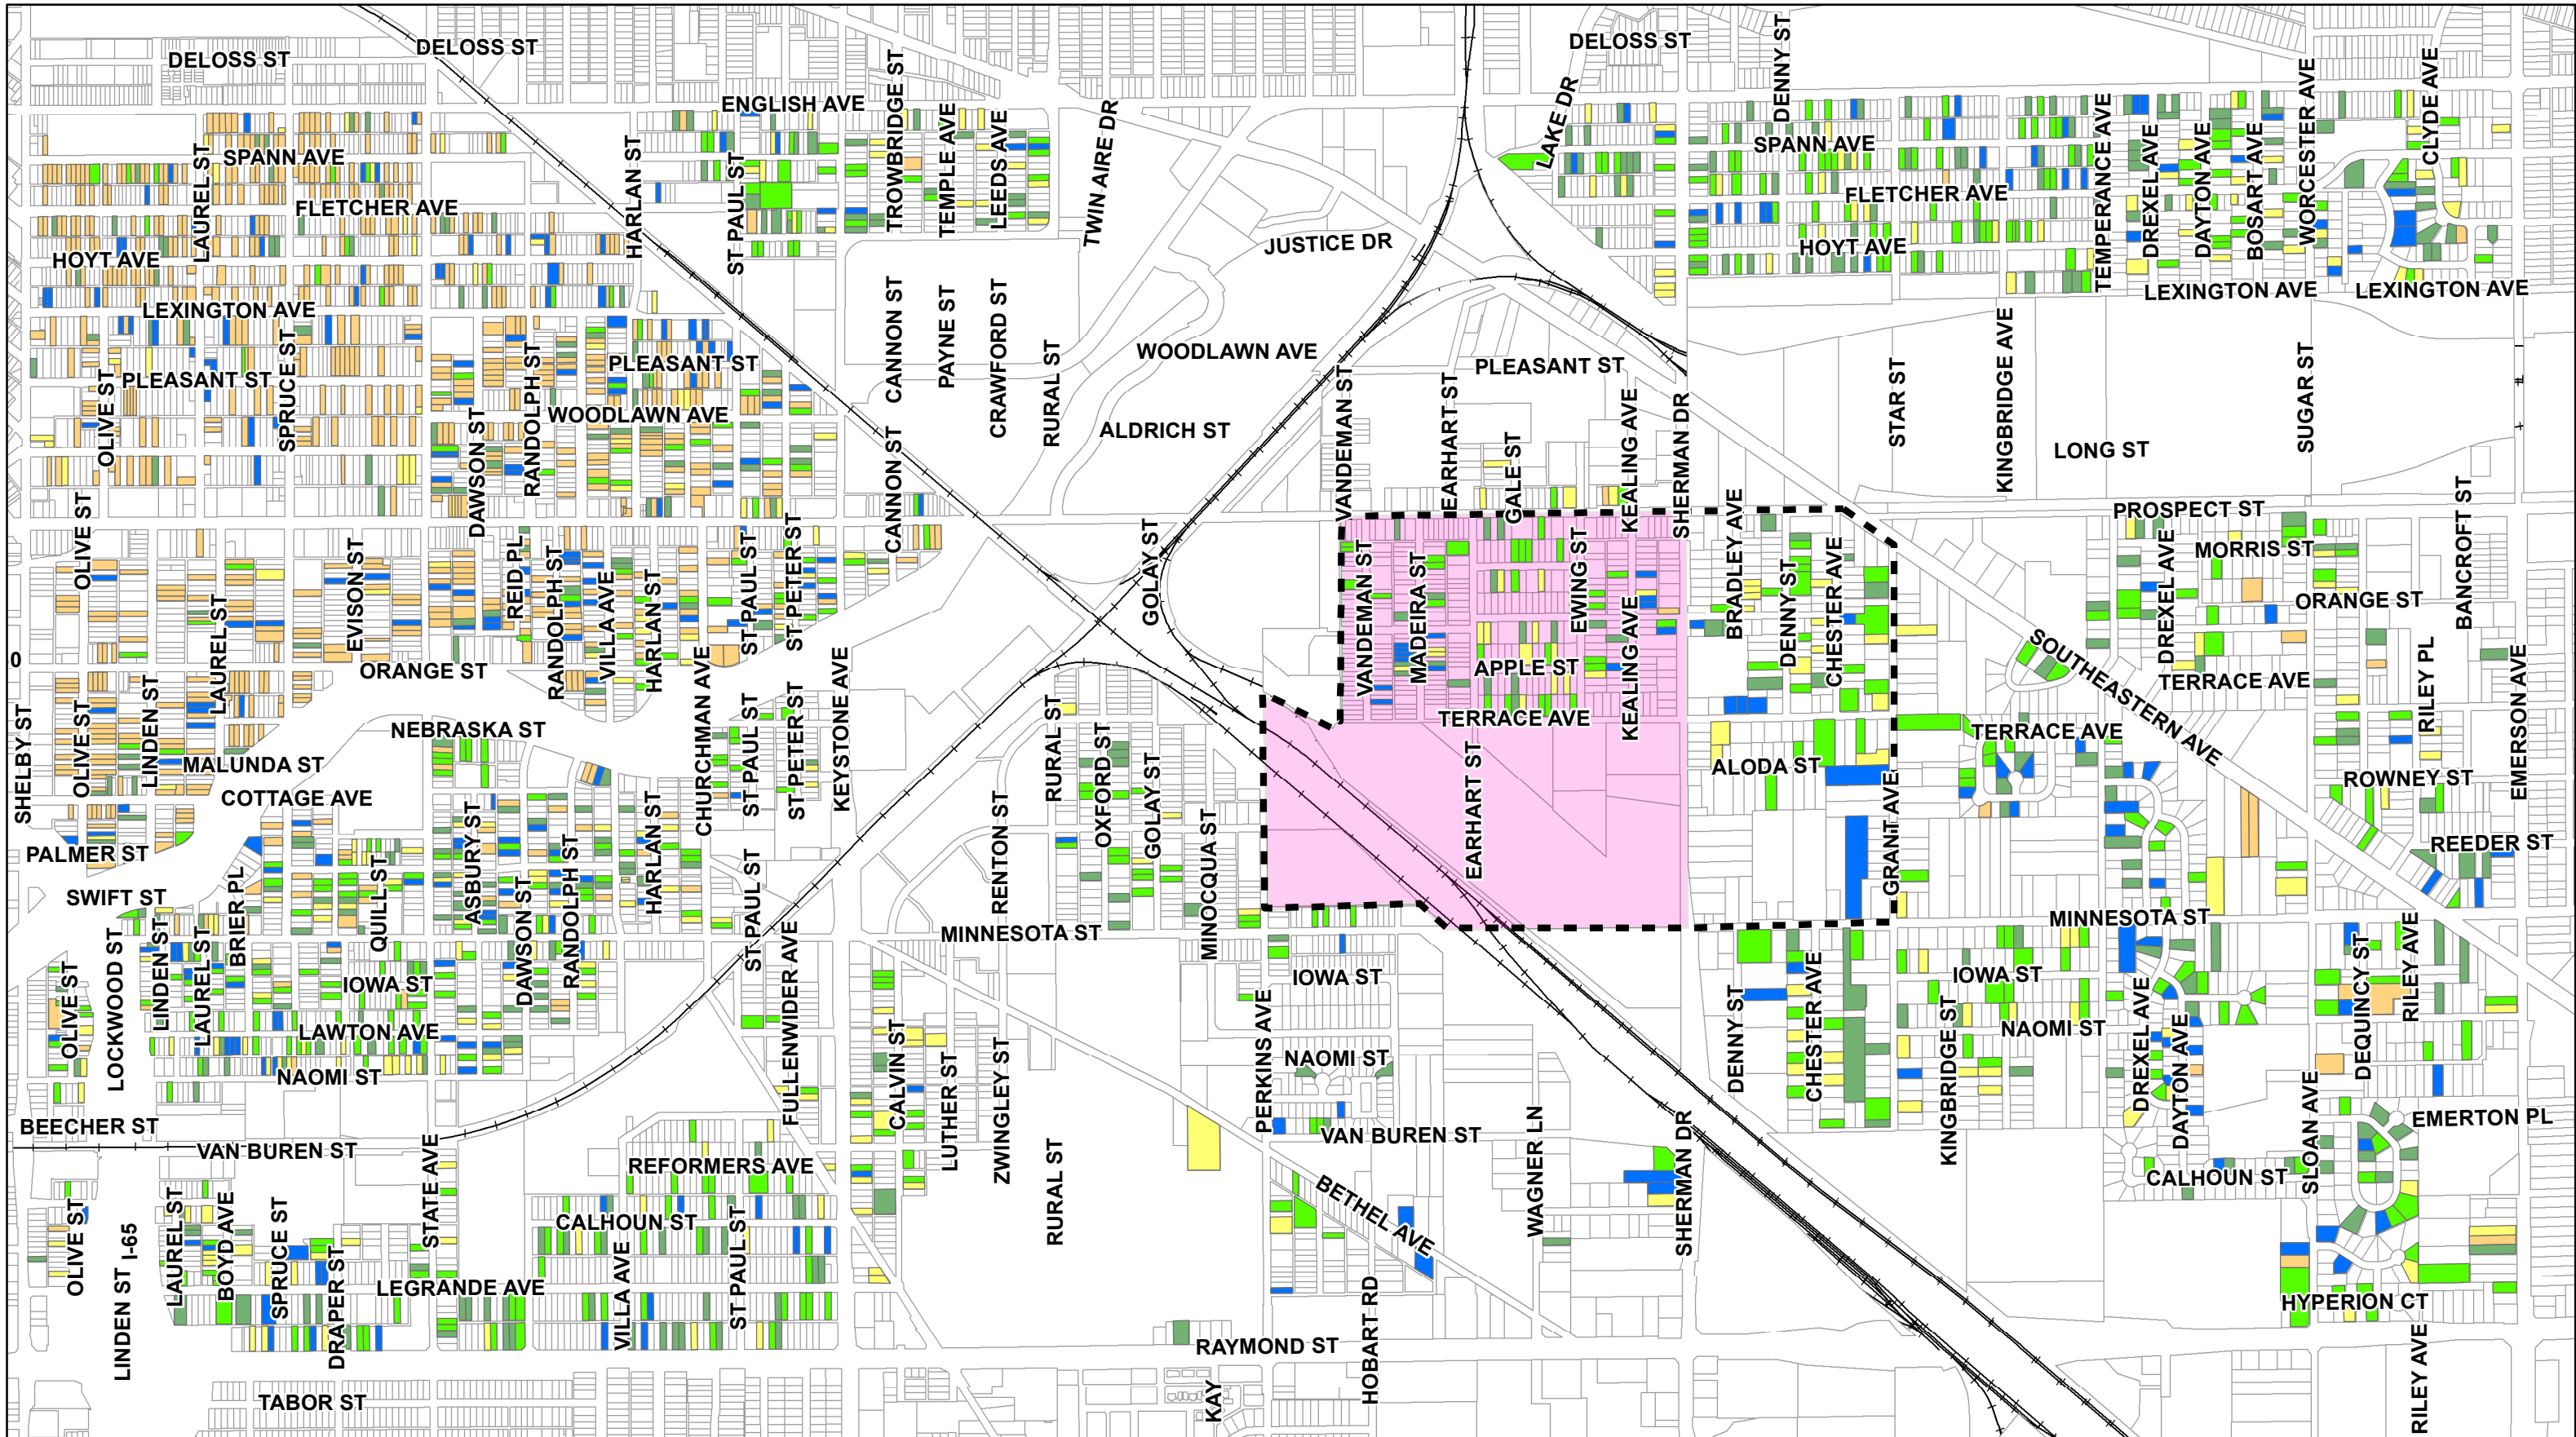 DELOSS ST
DELOSS ST
DELOSS ST
DENNY ST
ENGLISH AVE
TROWBRIDGE ST
TEMPLE AVE
LEEDS AVE
TWIN AIRE DR
LAKE DR
SPANN AVE
SPANN AVE
LAUREL ST
FLETCHER AVE
FLETCHER AVE
HARLAN ST
ST PAUL ST
JUSTICE DR
HOYT AVE
HOYT AVE
TEMPERANCE AVE
DREXEL AVE
DAYTON AVE
BOSART AVE
WORCESTER AVE
CLYDE AVE
LEXINGTON AVE
LEXINGTON AVE
LEXINGTON AVE
CANNON ST
PAYNE ST
CRAWFORD ST
RURAL ST
WOODLAWN AVE
PLEASANT ST
PLEASANT ST
PLEASANT ST
OLIVE ST
SPRUCE ST
RANDOLPH ST
DAWSON ST
WOODLAWN AVE
ALDRICH ST
CANNON ST
VANDEMAN ST
EARHART ST
GALE ST
KEALING AVE
SHERMAN DR
STAR ST
KINGBRIDGE AVE
LONG ST
SUGAR ST
PROSPECT ST
BANCROFT ST
OLIVE ST
EVISON ST
REID PL
RANDOLPH ST
VILLA AVE
HARLAN ST
ST PAUL ST
ST PETER ST
GOLAY ST
VANDEMAN ST
MADEIRA ST
EWING ST
KEALING AVE
BRADLEY AVE
DENNY ST
CHESTER AVE
DREXEL AVE
MORRIS ST
ORANGE ST
LAUREL ST
0
ORANGE ST
APPLE ST
TERRACE AVE
SOUTHEASTERN AVE
TERRACE AVE
RILEY PL
EMERSON AVE
SHELBY ST
OLIVE ST
LINDEN ST
NEBRASKA ST
MALUNDA ST
COTTAGE AVE
CHURCHMAN AVE
ST PAUL ST
ST PETER ST
KEYSTONE AVE
RURAL ST
OXFORD ST
GOLAY ST
MINOCQUA ST
EARHART ST
ALODA ST
GRANT AVE
TERRACE AVE
ROWNEY ST
REEDER ST
PALMER ST
SWIFT ST
BRIER PL
QUILL ST
ASBURY ST
DAWSON ST
RANDOLPH ST
HARLAN ST
ST PAUL ST
RENTON ST
MINNESOTA ST
MINNESOTA ST
OLIVE ST
LOCKWOOD ST
LINDEN ST
LAUREL ST
IOWA ST
IOWA ST
IOWA ST
LAWTON AVE
NAOMI ST
NAOMI ST
NAOMI ST
FULLENWIDER AVE
CALVIN ST
LUTHER ST
ZWINGLEY ST
PERKINS AVE
DENNY ST
CHESTER AVE
KINGBRIDGE ST
DREXEL AVE
DAYTON AVE
DEQUINCY ST
RILEY AVE
BEECHER ST
VAN BUREN ST
VAN BUREN ST
STATE AVE
REFORMERS AVE
RURAL ST
BETHEL AVE
WAGNER LN
SHERMAN DR
CALHOUN ST
SLOAN AVE
EMERTON PL
OLIVE ST
LINDEN ST
I-65
LAUREL ST
BOYD AVE
SPRUCE ST
DRAPER ST
CALHOUN ST
VILLA AVE
ST PAUL ST
LEGRANDE AVE
HOBART RD
HYPERION CT
RAYMOND ST
RILEY AVE
TABOR ST
KAY